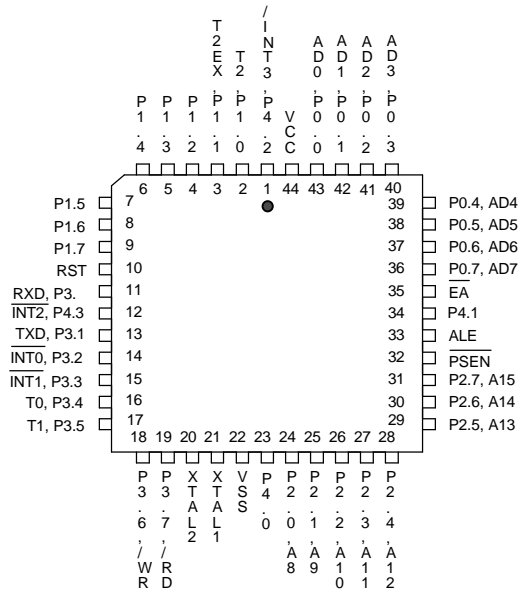 P1.4
P1.3
P1.2
T2EX,P1.1
T2,P1.0
/INT3,P4.2
VCC
AD0,P0.0
AD1,P0.1
AD2,P0.2
AD3,P0.3
6 5 4 3 2 1 44 43 42 41 40
P1.5 7
P1.6 8
P1.7 9
RST 10
RXD, P3. 11
INT2, P4.3 12
TXD, P3.1 13
INT0, P3.2 14
INT1, P3.3 15
T0, P3.4 16
T1, P3.5 17
39 P0.4, AD4
38 P0.5, AD5
37 P0.6, AD6
36 P0.7, AD7
35 EA
34 P4.1
33 ALE
32 PSEN
31 P2.7, A15
30 P2.6, A14
29 P2.5, A13
18 19 20 21 22 23 24 25 26 27 28
P3.6,/WR
P3.7,/RD
XTAL2
XTAL1
VSS
P4.0
P2.0,A8
P2.1,A9
P2.2,A10
P2.3,A11
P2.4,A12